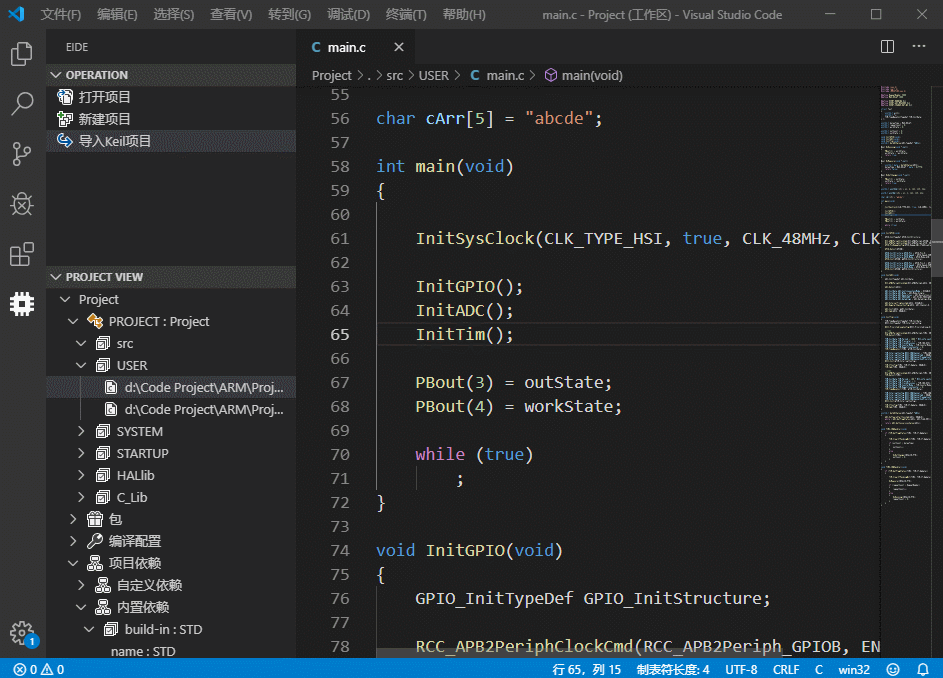 文件(F) 编辑(E) 选择(S) 查看(V) 转到(G) 调试(D) 终端(T) 帮助(H) main.c - Project (工作区) - Visual Studio Code
EIDE
OPERATION
打开项目
新建项目
导入Keil项目
PROJECT VIEW
Project
PROJECT : Project
src
USER
d:\Code Project\ARM\Proj...
d:\Code Project\ARM\Proj...
SYSTEM
STARTUP
HALlib
C_Lib
包
编译配置
项目依赖
自定义依赖
内置依赖
build-in : STD
name : STD
1
C main.c
Project > . > src > USER > C main.c > main(void)
55
56 char cArr[5] = "abcde";
57
58 int main(void)
59 {
60
61 InitSysClock(CLK_TYPE_HSI, true, CLK_48MHz, CLK
62
63 InitGPIO();
64 InitADC();
65 InitTim();
66
67 PBout(3) = outState;
68 PBout(4) = workState;
69
70 while (true)
71 ;
72 }
73
74 void InitGPIO(void)
75 {
76 GPIO_InitTypeDef GPIO_InitStructure;
77
78 RCC_APB2PeriphClockCmd(RCC_APB2Periph_GPIOB, EN
0 0 行 65，列 15 制表符长度: 4 UTF-8 CRLF C win32